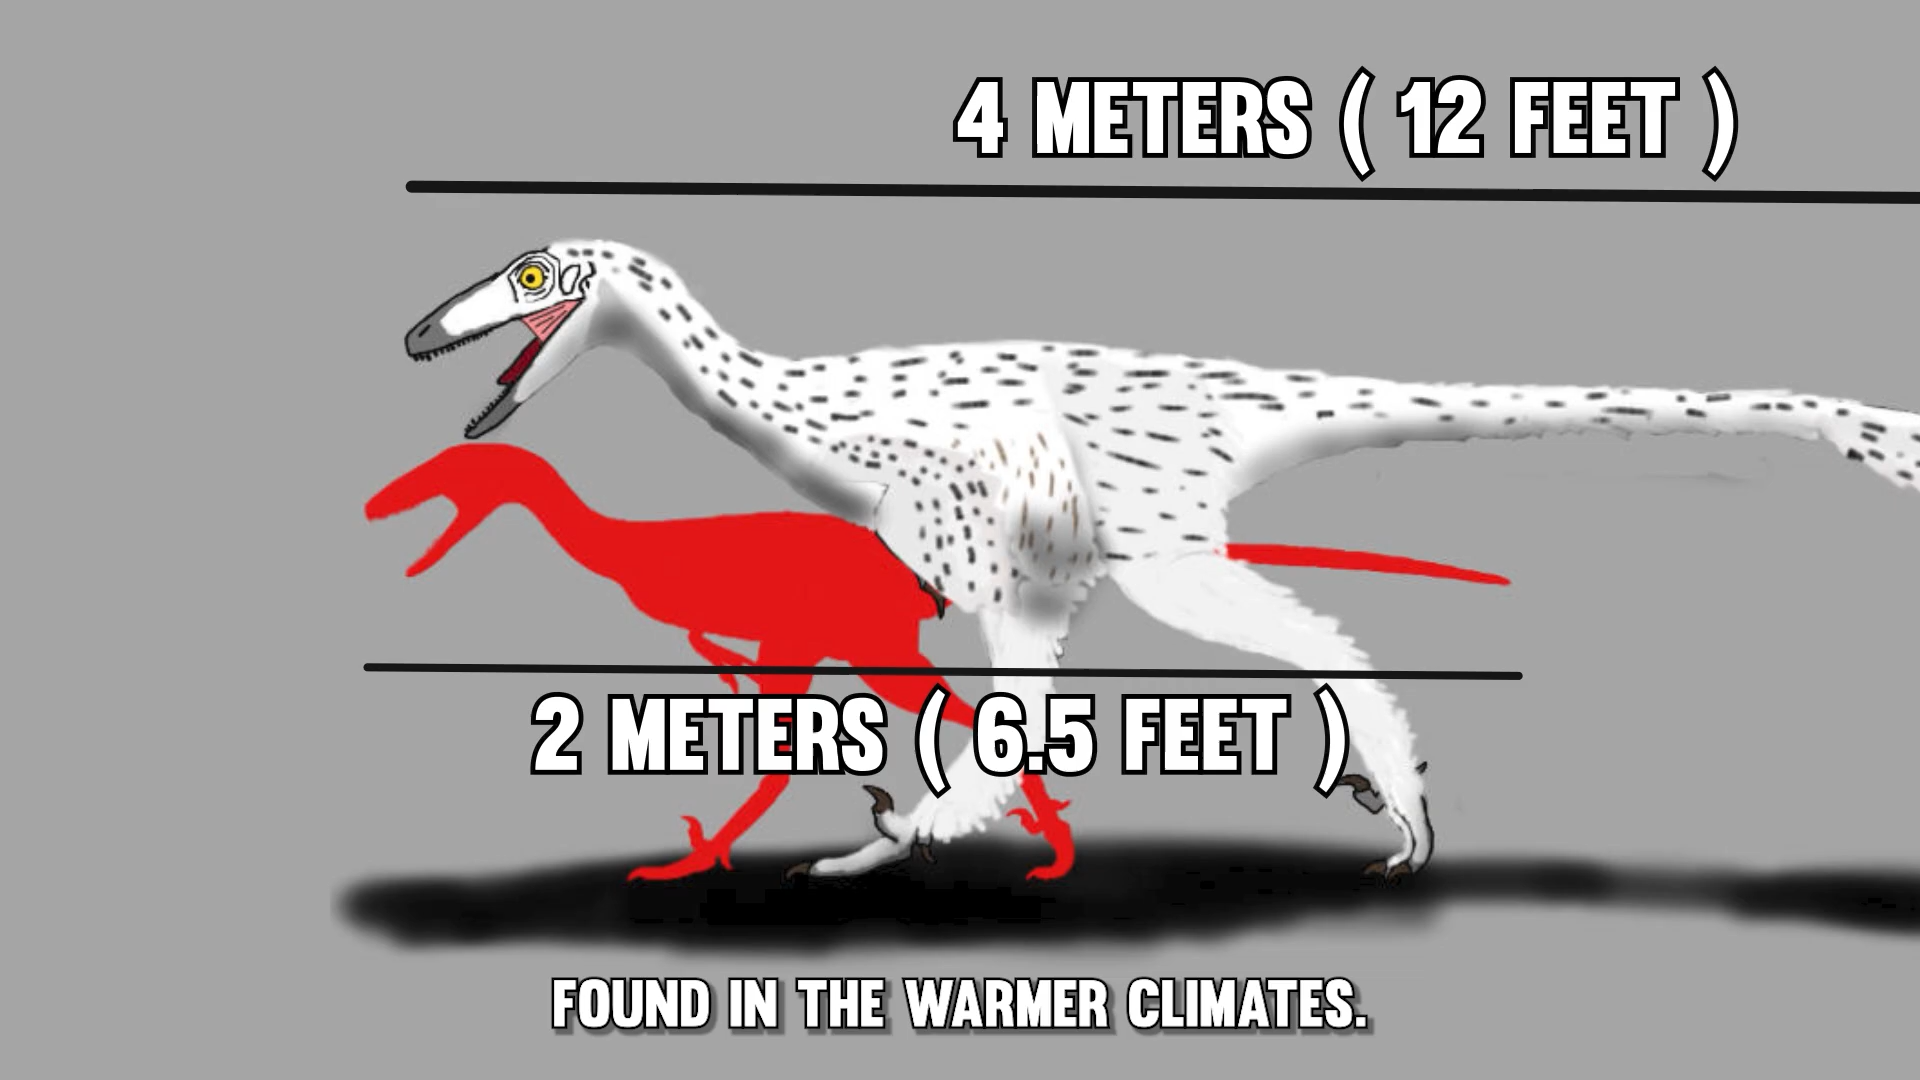 4 METERS ( 12 FEET )
2 METERS ( 6.5 FEET )
FOUND IN THE WARMER CLIMATES.